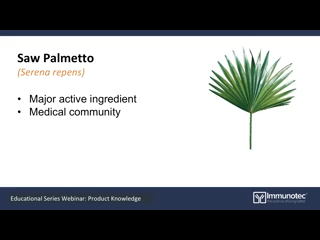 Saw Palmetto
(Serena repens)
• Major active ingredient
• Medical community
Educational Series Webinar: Product Knowledge
Immunotec